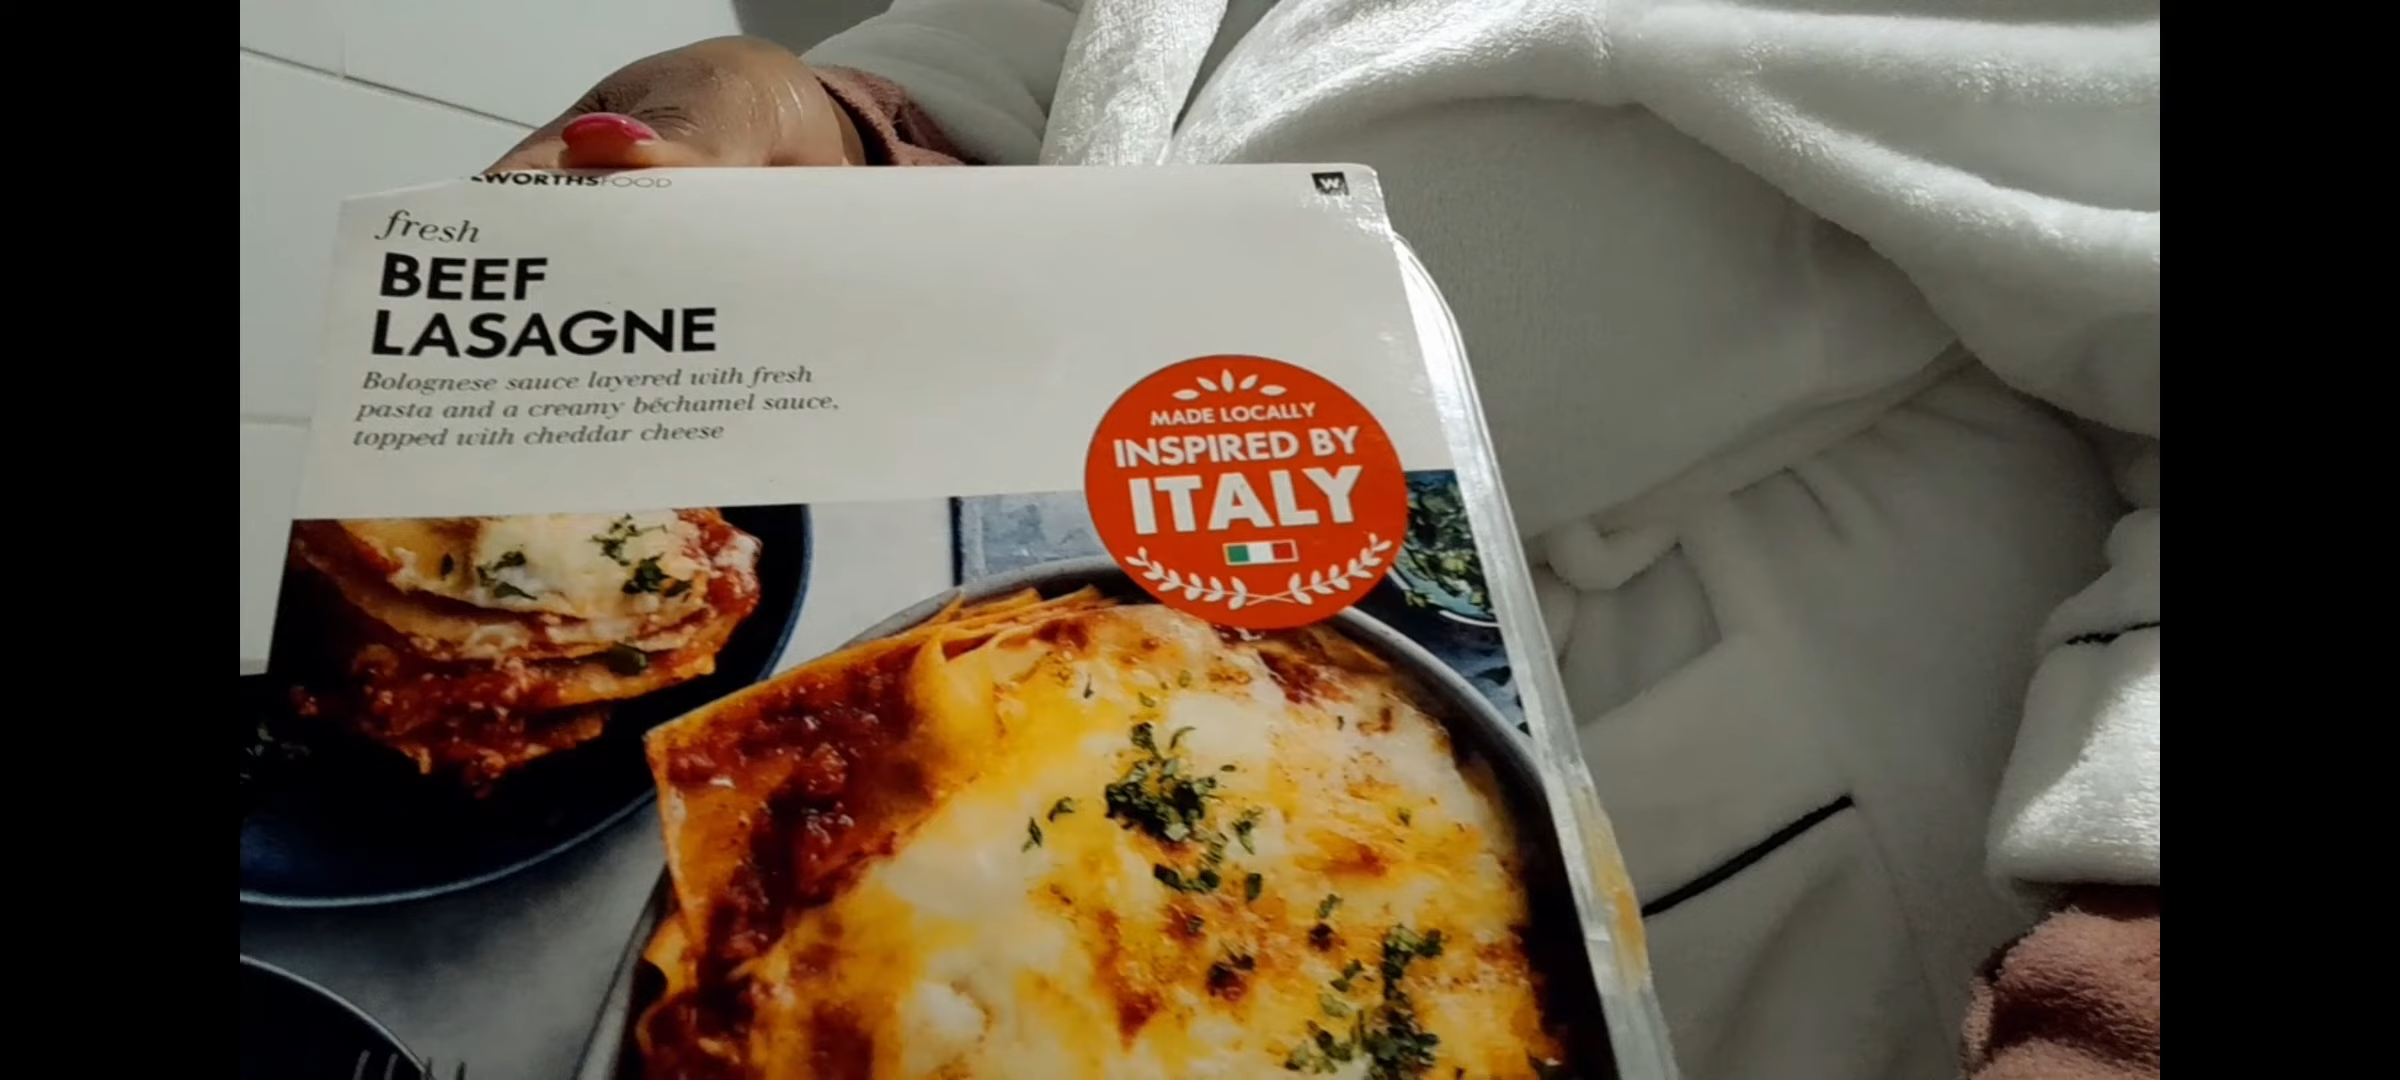 WORTHSFOOD
W
fresh
BEEF
LASAGNE
Bolognese sauce layered with fresh
pasta and a creamy béchamel sauce,
topped with cheddar cheese
MADE LOCALLY
INSPIRED BY
ITALY